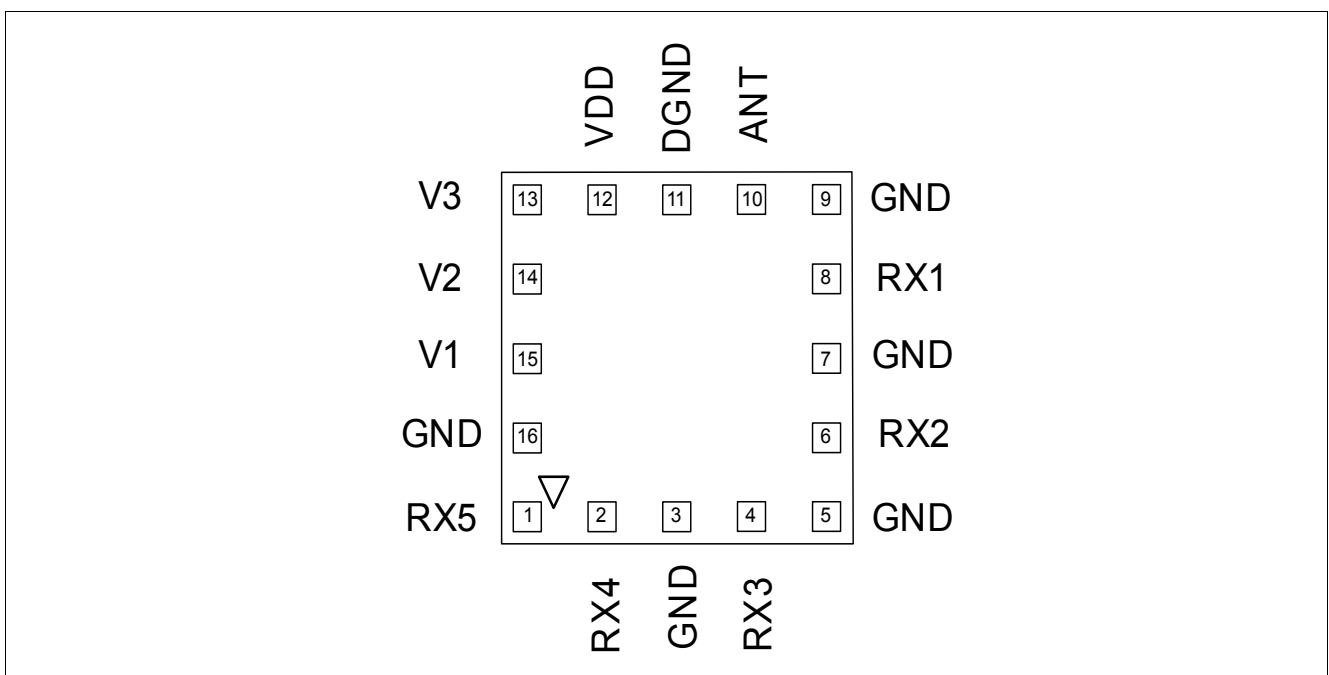 VDD DGND ANT
V3 13 12 11 10 9 GND
V2 14 8 RX1
V1 15 7 GND
GND 16 6 RX2
RX5 1 2 3 4 5 GND
RX4 GND RX3